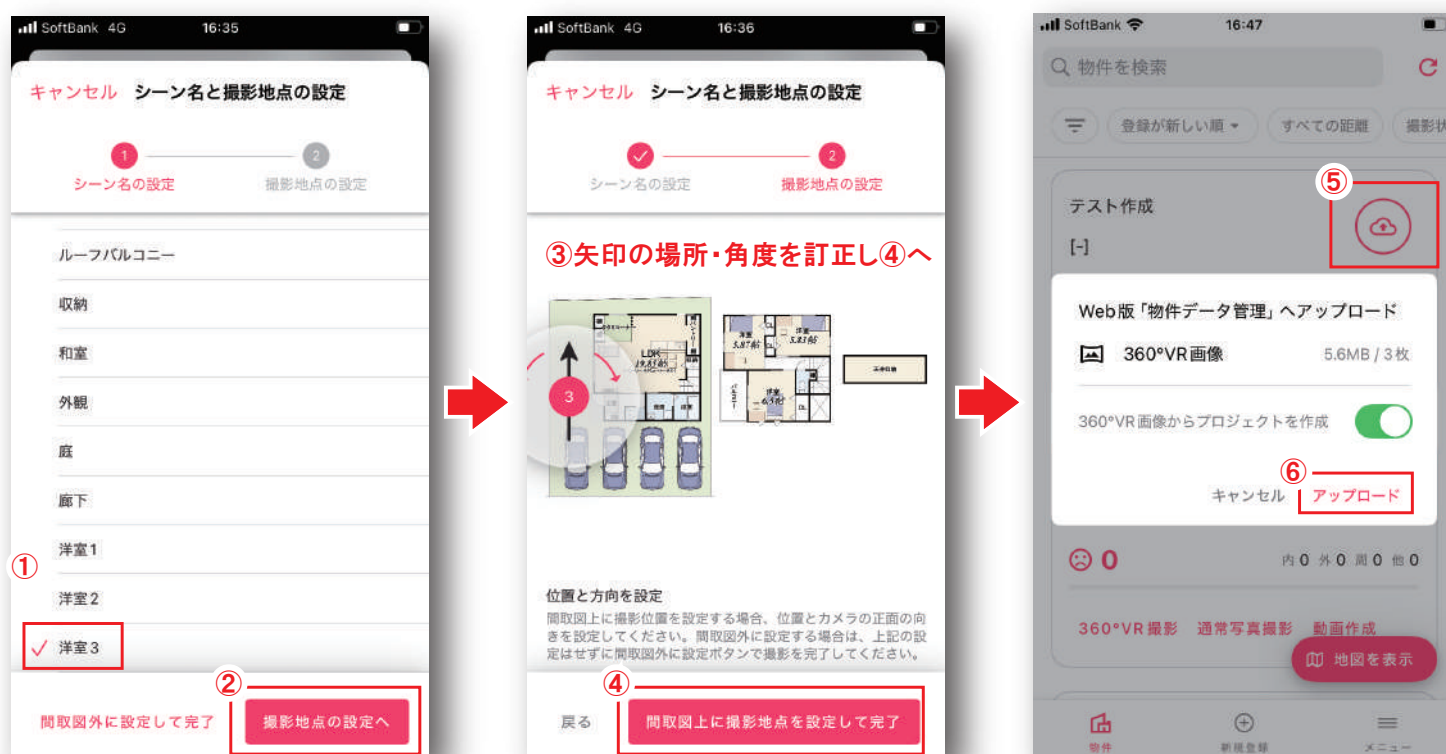 SoftBank 4G 16:35
キャンセル シーン名と撮影地点の設定
1 2
シーン名の設定 撮影地点の設定
ルーフバルコニー
収納
和室
外観
庭
廊下
洋室1
①
洋室2
洋室3
②
間取図外に設定して完了 撮影地点の設定へ
SoftBank 4G 16:36
キャンセル シーン名と撮影地点の設定
2
シーン名の設定 撮影地点の設定
③矢印の場所・角度を訂正し④へ
LDK
3
位置と方向を設定
間取図上に撮影位置を設定する場合、位置とカメラの正面の向
きを設定してください。間取図外に設定する場合は、上記の設
定はせずに間取図外に設定ボタンで撮影を完了してください。
④
戻る 間取図上に撮影地点を設定して完了
SoftBank 16:47
物件を検索
登録が新しい順 すべての距離 撮影状
⑤
テスト作成
[-]
Web版「物件データ管理」へアップロード
360°VR画像 5.6MB / 3枚
360°VR画像からプロジェクトを作成
⑥
キャンセル アップロード
0 内0 外0 周0 他0
360°VR撮影 通常写真撮影 動画作成
地図を表示
物件 新規登録 メニュー